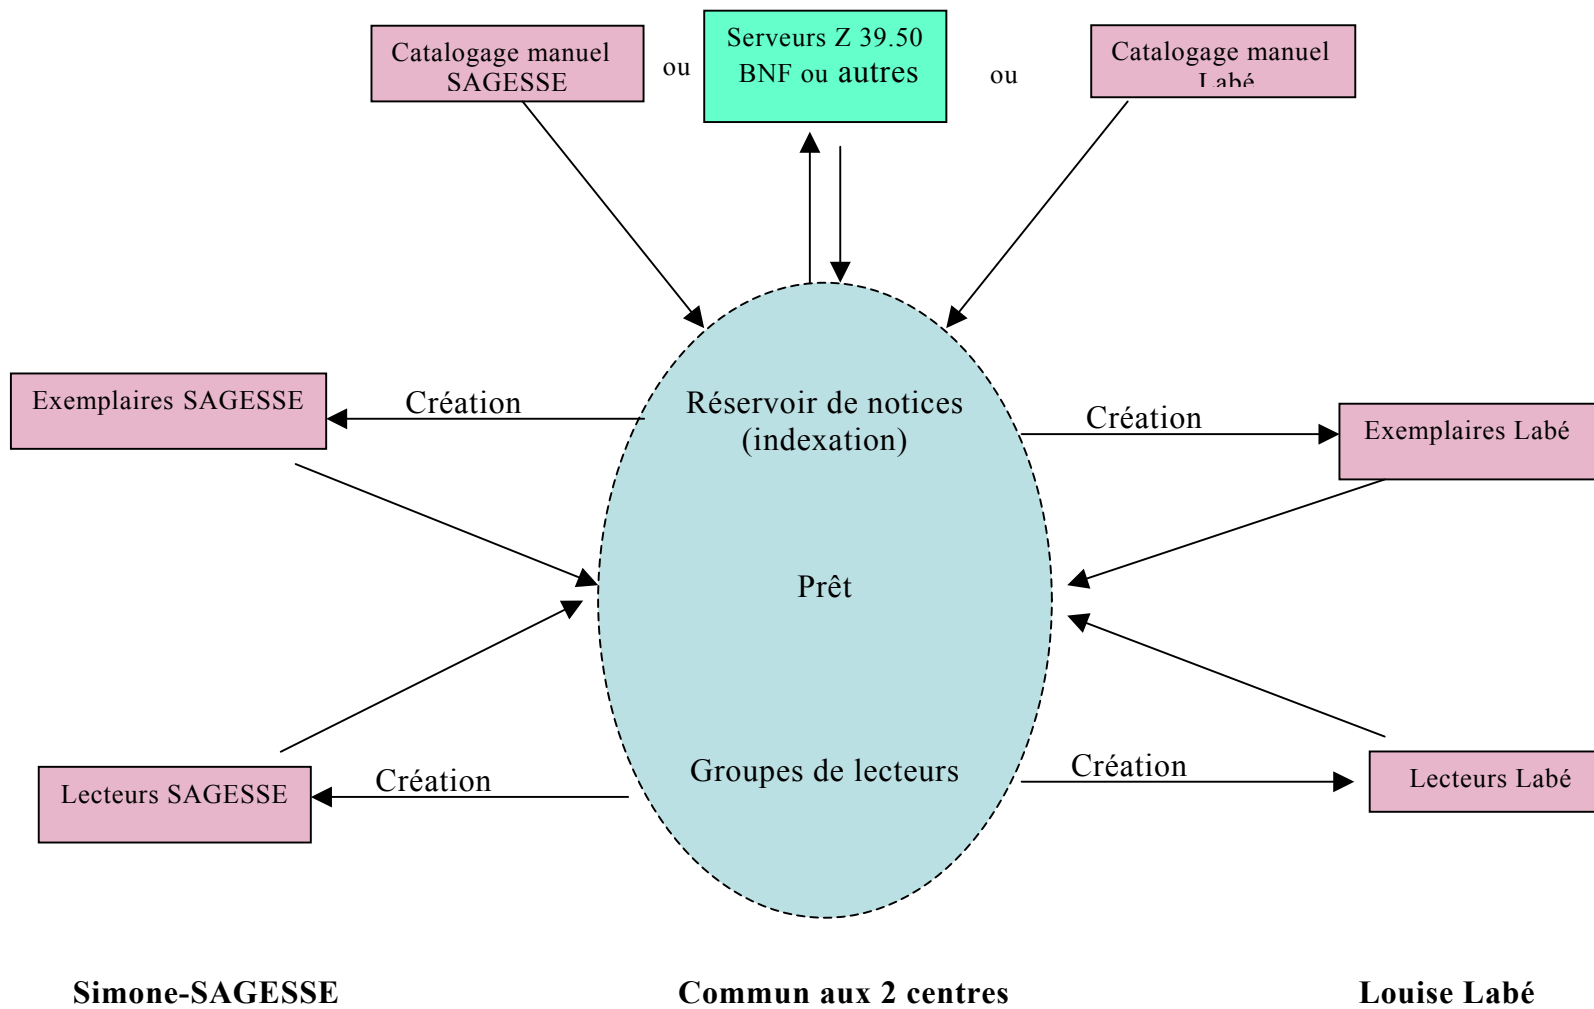 Catalogage manuel
SAGESSE
ou
Serveurs Z 39.50
BNF ou autres
ou
Catalogage manuel
Labé
Exemplaires SAGESSE
Création
Réservoir de notices
(indexation)
Création
Exemplaires Labé
Prêt
Lecteurs SAGESSE
Création
Groupes de lecteurs
Création
Lecteurs Labé
Simone-SAGESSE
Commun aux 2 centres
Louise Labé